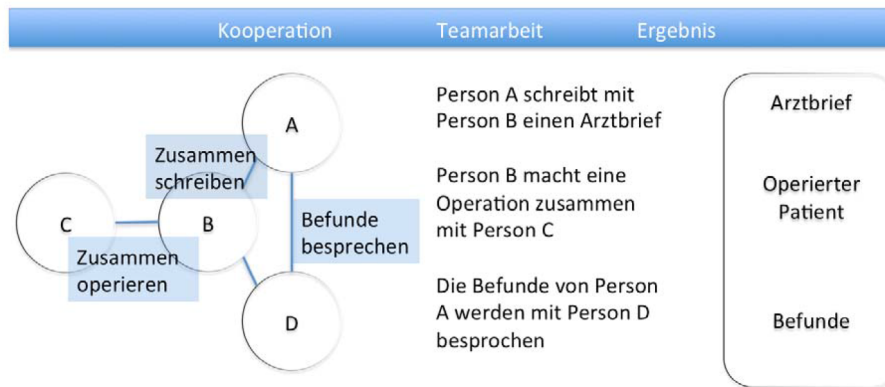 Kooperation Teamarbeit Ergebnis
A
Zusammen
schreiben
C
B
Befunde
besprechen
Zusammen
operieren
D
Person A schreibt mit
Person B einen Arztbrief
Person B macht eine
Operation zusammen
mit Person C
Die Befunde von Person
A werden mit Person D
besprochen
Arztbrief
Operierter
Patient
Befunde